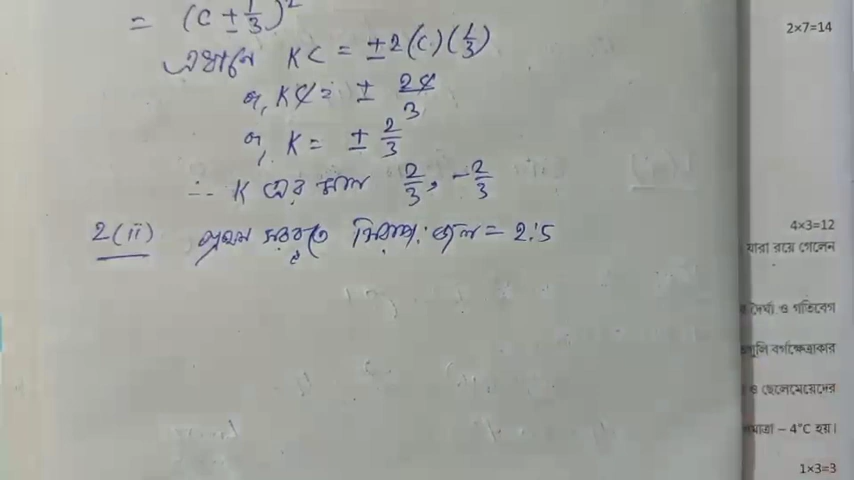 = (c ± 1/3)²
এখানে KC = ±2(c)(1/3)
বা, KC = ± 2c/3
বা, K = ± 2/3
∴ K এর মান 2/3, -2/3
2(ii) প্রথম সরবতে সিরাপ : জল = 2:5
2×7=14
4×3=12
যারা রয়ে গেলেন
দৈর্ঘ্য ও গতিবেগ
গুলি বর্গক্ষেত্রাকার
ও ছেলেমেয়েদের
– 4°C হয়।
1×3=3